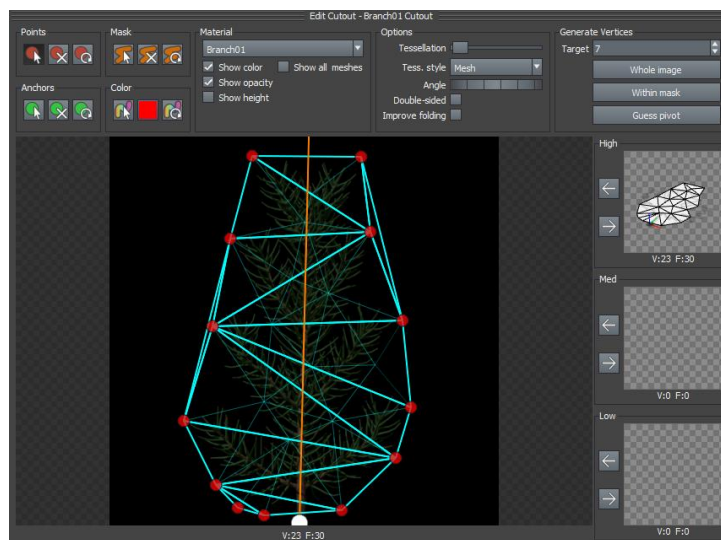 Edit Cutout - Branch01 Cutout
Points
Mask
Material
Options
Generate Vertices
Branch01
Tessellation
Target 7
Show color
Show all meshes
Tess. style Mesh
Whole image
Show opacity
Angle
Within mask
Anchors
Color
Show height
Double-sided
Improve folding
Guess pivot
High
V:23 F:30
Med
V:0 F:0
Low
V:0 F:0
V:23 F:30